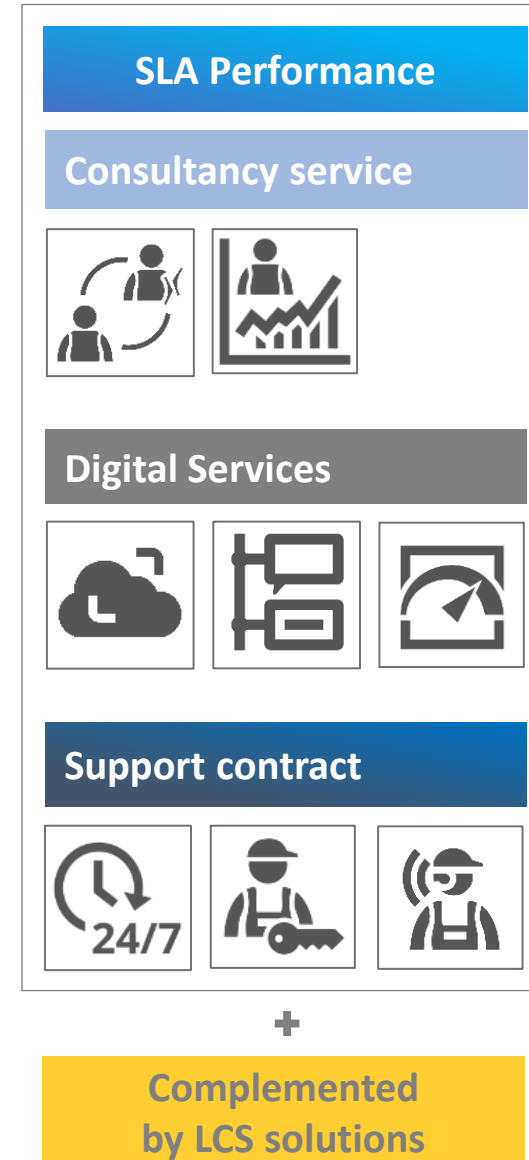 SLA Performance
Consultancy service
Digital Services
Support contract
24/7
+
Complemented
by LCS solutions